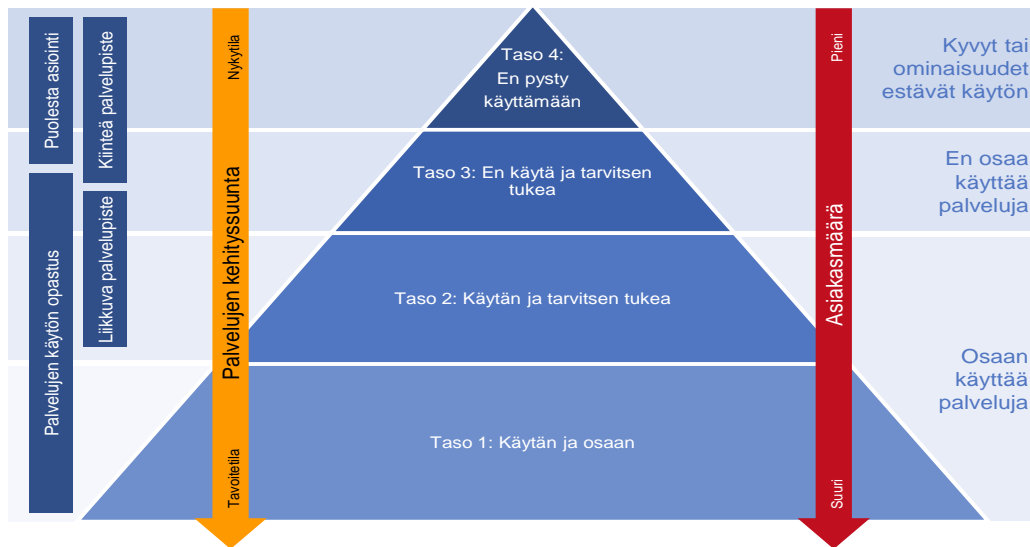 Puolesta asiointi
Kiinteä palvelupiste
Palvelujen käytön opastus
Liikkuva palvelupiste
Nykytila
Palvelujen kehityssuunta
Tavoitetila
Taso 4:
En pysty
käyttämään
Taso 3: En käytä ja tarvitsen
tukea
Taso 2: Käytän ja tarvitsen tukea
Taso 1: Käytän ja osaan
Pieni
Asiakasmäärä
Suuri
Kyvyt tai
ominaisuudet
estävät käytön
En osaa
käyttää
palveluja
Osaan
käyttää
palveluja